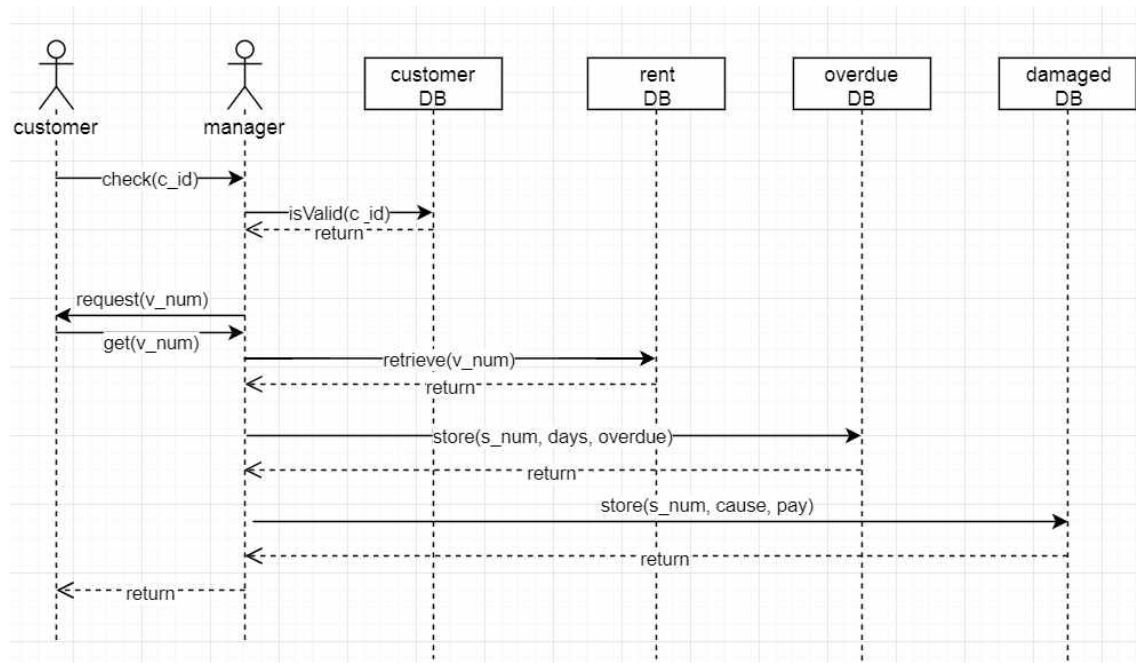 customer
DB
rent
DB
overdue
DB
damaged
DB
customer
manager
check(c_id)
isValid(c_id)
return
request(v_num)
get(v_num)
retrieve(v_num)
return
store(s_num, days, overdue)
return
store(s_num, cause, pay)
return
return